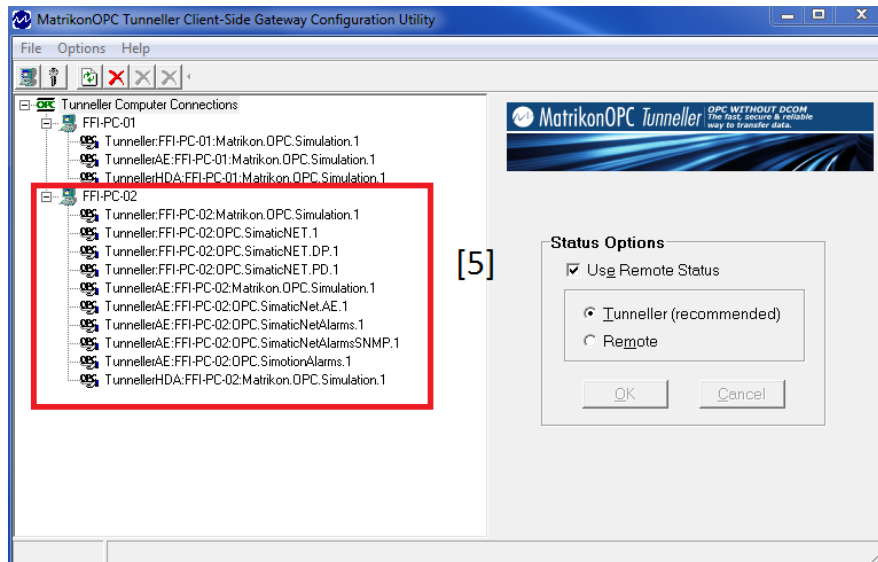 MatrikonOPC Tunneller Client-Side Gateway Configuration Utility
File Options Help
Tunneller Computer Connections
FFI-PC-01
Tunneller:FFI-PC-01:Matrikon.OPC.Simulation.1
TunnellerAE:FFI-PC-01:Matrikon.OPC.Simulation.1
TunnellerHDA:FFI-PC-01:Matrikon.OPC.Simulation.1
FFI-PC-02
Tunneller:FFI-PC-02:Matrikon.OPC.Simulation.1
Tunneller:FFI-PC-02:OPC.SimaticNET.1
Tunneller:FFI-PC-02:OPC.SimaticNET.DP.1
Tunneller:FFI-PC-02:OPC.SimaticNET.PD.1
TunnellerAE:FFI-PC-02:Matrikon.OPC.Simulation.1
TunnellerAE:FFI-PC-02:OPC.SimaticNet.AE.1
TunnellerAE:FFI-PC-02:OPC.SimaticNetAlarms.1
TunnellerAE:FFI-PC-02:OPC.SimaticNetAlarmsSNMP.1
TunnellerAE:FFI-PC-02:OPC.SimotionAlarms.1
TunnellerHDA:FFI-PC-02:Matrikon.OPC.Simulation.1
[5]
MatrikonOPC Tunneller
OPC WITHOUT DCOM
The fast, secure & reliable
way to transfer data.
Status Options
Use Remote Status
Tunneller (recommended)
Remote
OK Cancel